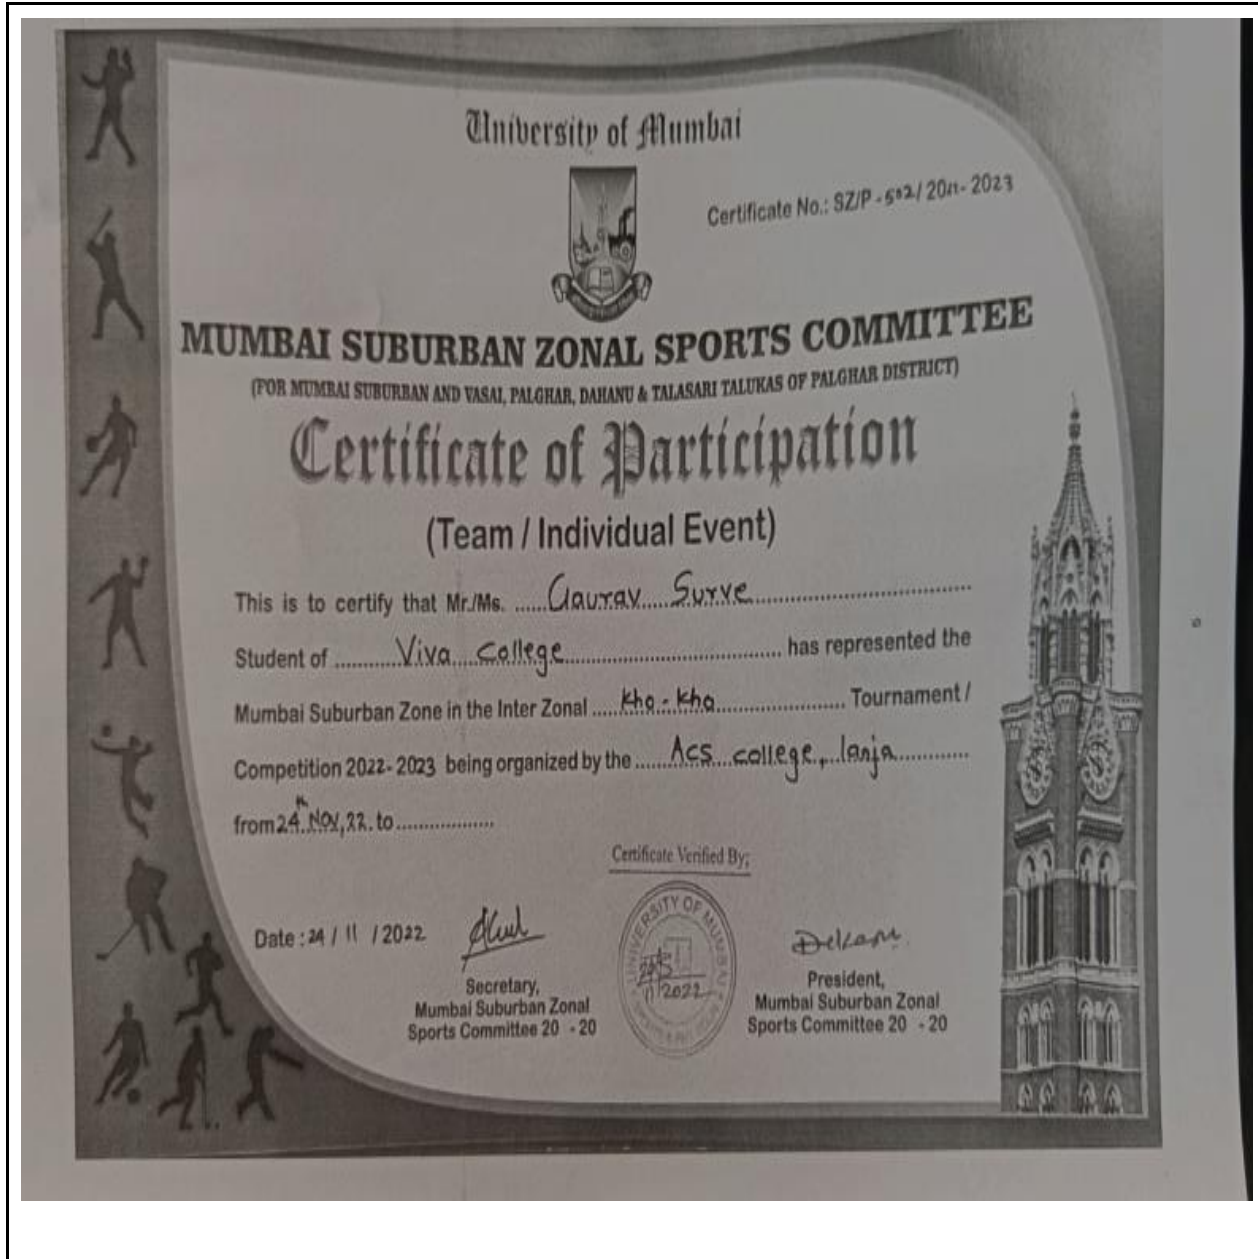 University of Mumbai
Certificate No.: SZ/P - 502/ 2022- 2023
MUMBAI SUBURBAN ZONAL SPORTS COMMITTEE
(FOR MUMBAI SUBURBAN AND VASAI, PALGHAR, DAHANU & TALASARI TALUKAS OF PALGHAR DISTRICT)
Certificate of Participation
(Team / Individual Event)
This is to certify that Mr./Ms. ......Gaurav.....Surve......................................
Student of ...........Viva....College....................................... has represented the
Mumbai Suburban Zone in the Inter Zonal .....Kho-Kho....................... Tournament /
Competition 2022-2023 being organized by the .......Acs...college,..lanja.............
from 24th Nov, 22. to ..................
Certificate Verified By:
Date : 24 / 11 / 2022
Secretary,
Mumbai Suburban Zonal
Sports Committee 20 - 20
UNIVERSITY OF MUMBAI
2022
President,
Mumbai Suburban Zonal
Sports Committee 20 - 20